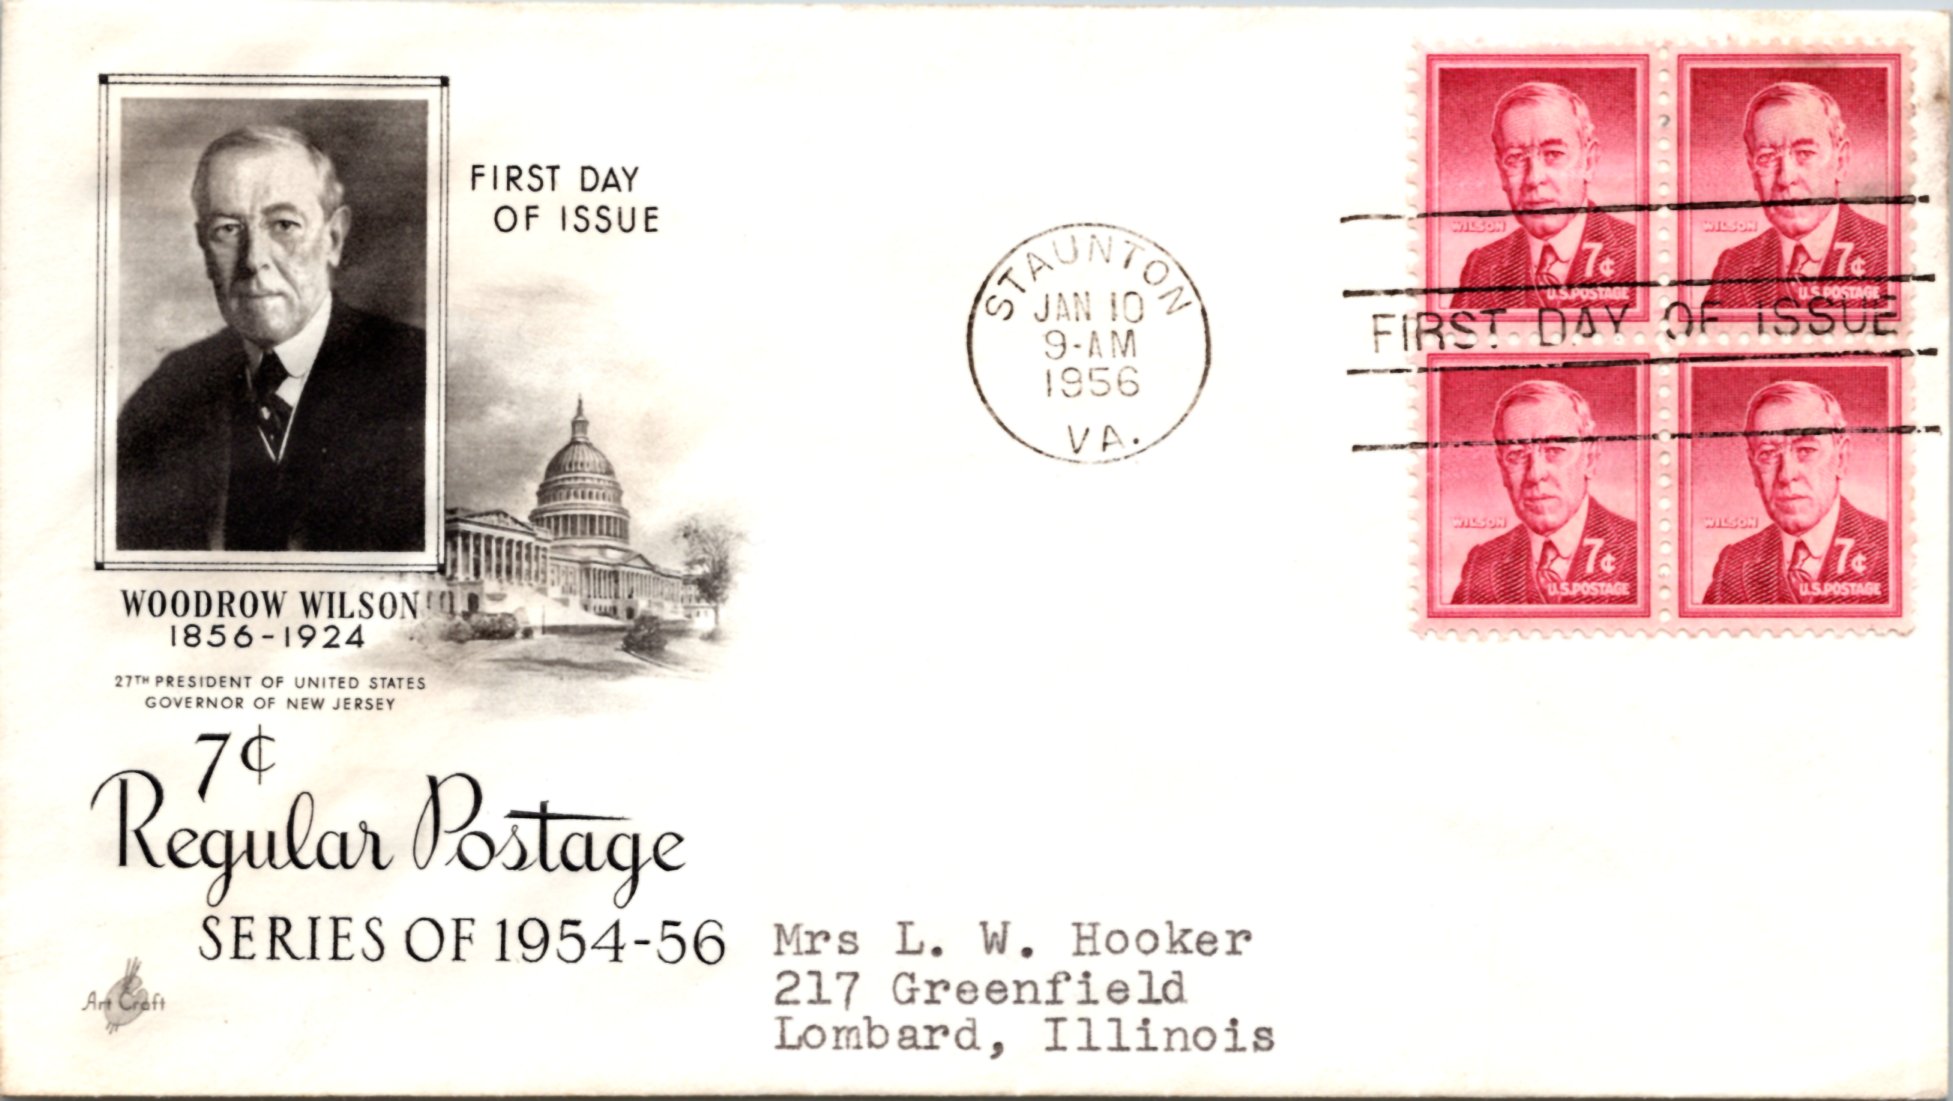 FIRST DAY
OF ISSUE
WOODROW WILSON
1856-1924
27TH PRESIDENT OF UNITED STATES
GOVERNOR OF NEW JERSEY
7¢
Regular Postage
SERIES OF 1954-56
Art Craft
STAUNTON
JAN 10
9-AM
1956
VA.
WILSON
7¢
U.S.POSTAGE
WILSON
7¢
U.S.POSTAGE
FIRST DAY OF ISSUE
WILSON
7¢
U.S.POSTAGE
WILSON
7¢
U.S.POSTAGE
Mrs L. W. Hooker
217 Greenfield
Lombard, Illinois